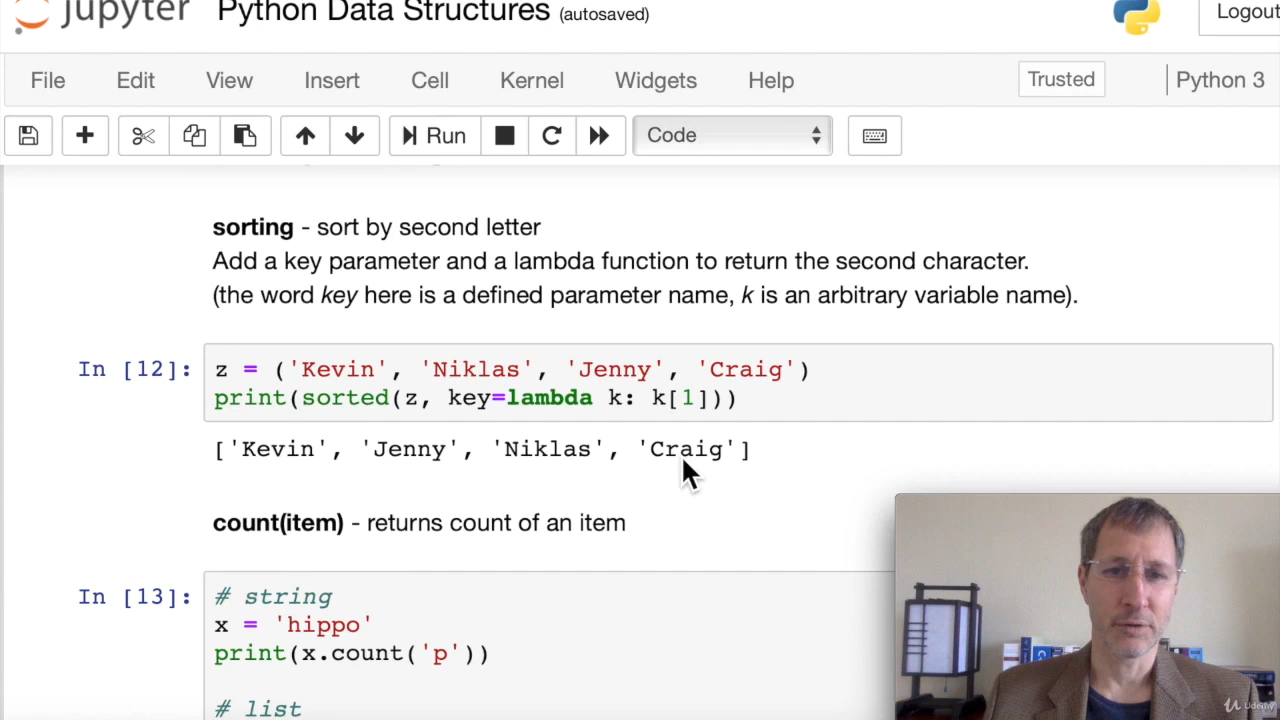 jupyter Python Data Structures (autosaved) Logout
File Edit View Insert Cell Kernel Widgets Help Trusted Python 3
Run Code
sorting - sort by second letter
Add a key parameter and a lambda function to return the second character.
(the word key here is a defined parameter name, k is an arbitrary variable name).
In [12]: z = ('Kevin', 'Niklas', 'Jenny', 'Craig')
print(sorted(z, key=lambda k: k[1]))
['Kevin', 'Jenny', 'Niklas', 'Craig']
count(item) - returns count of an item
In [13]: # string
x = 'hippo'
print(x.count('p'))
# list
Udemy